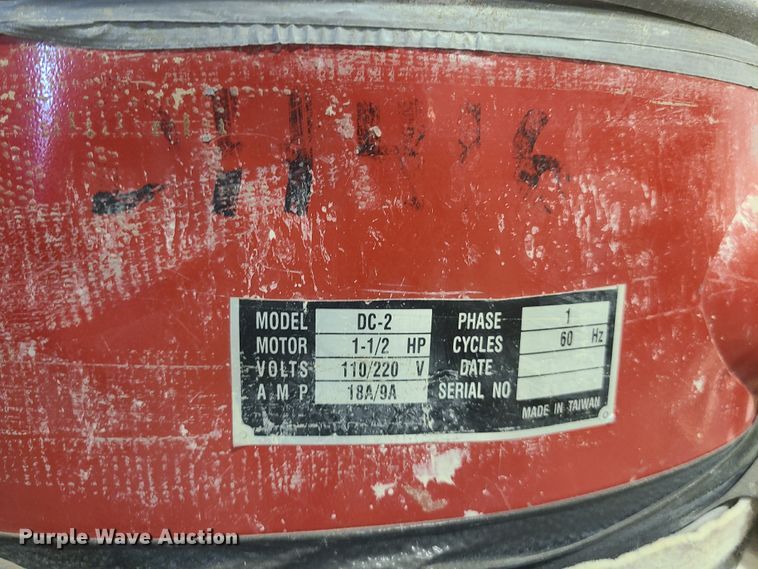 MODEL DC-2 PHASE 1
MOTOR 1-1/2 HP CYCLES 60 Hz
VOLTS 110/220 V DATE
AMP 18A/9A SERIAL NO
MADE IN TAIWAN
Purple Wave Auction